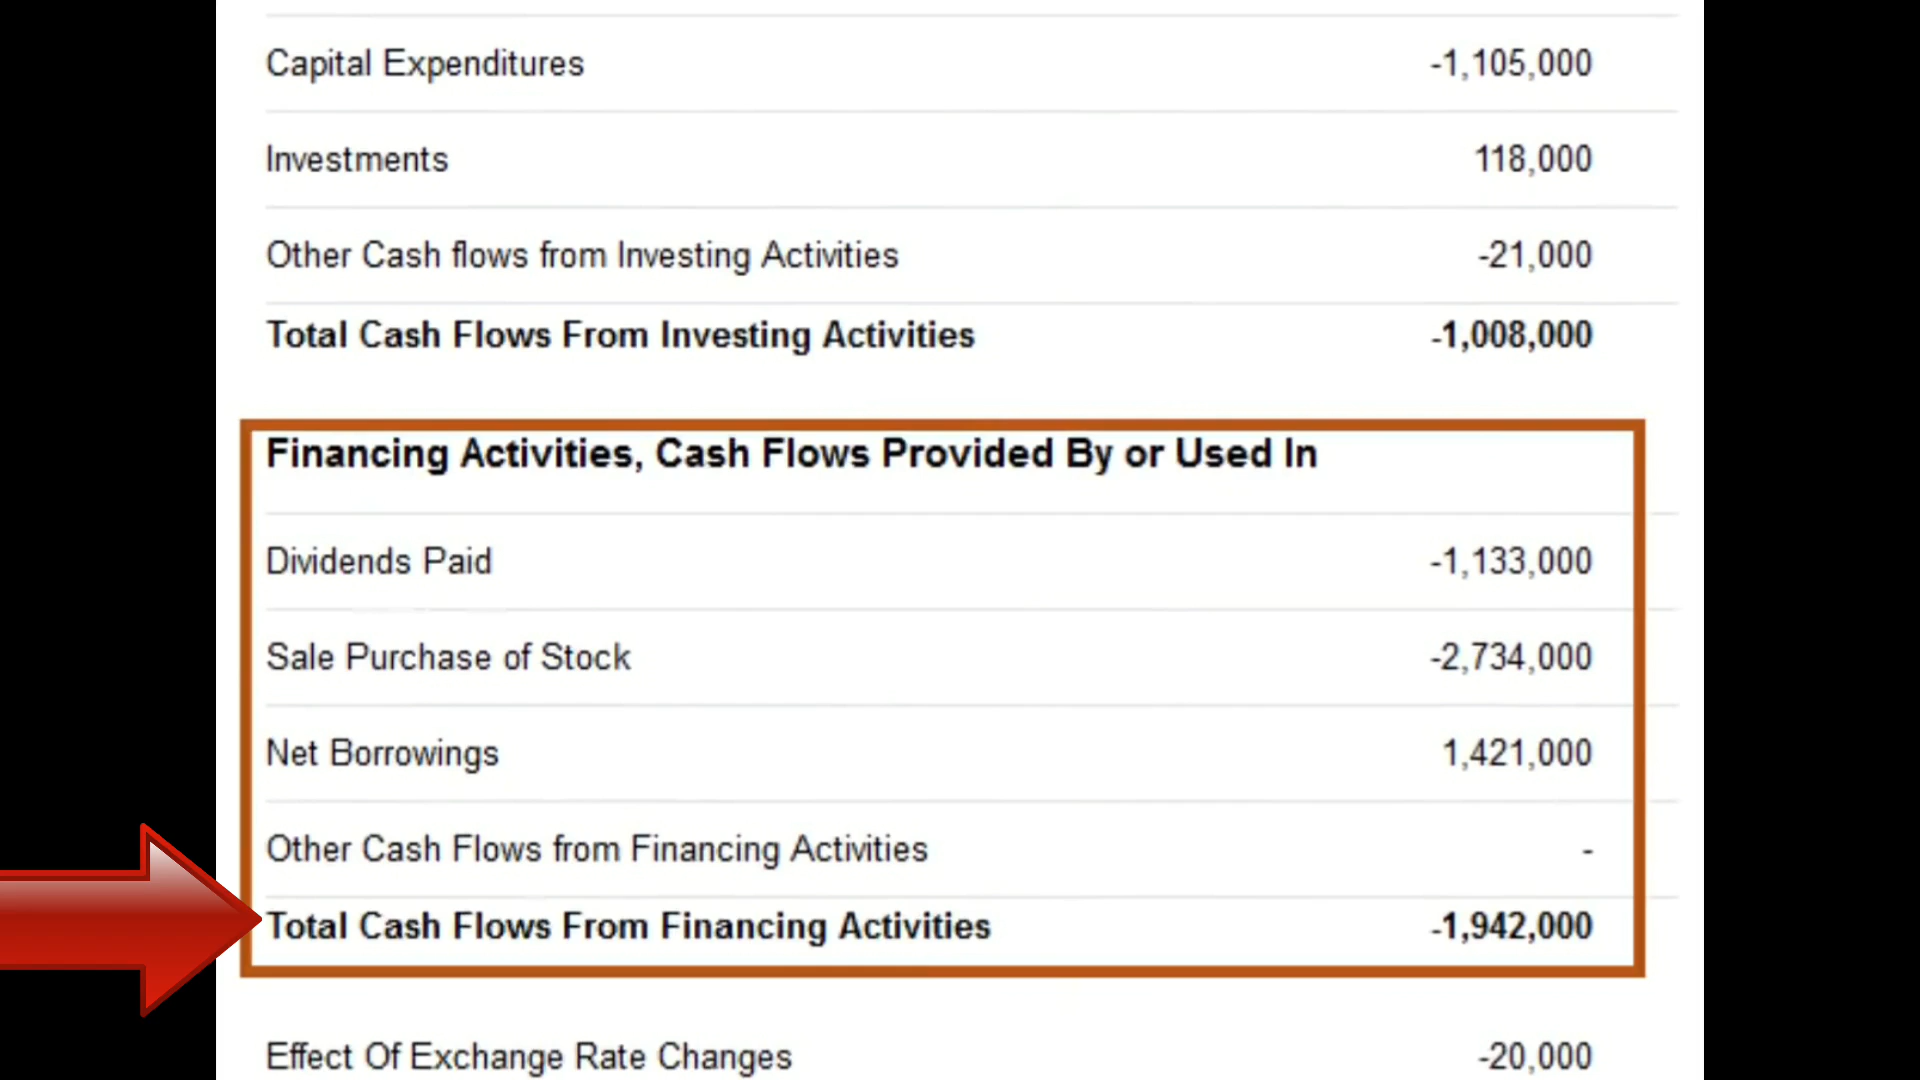 Capital Expenditures -1,105,000
Investments 118,000
Other Cash flows from Investing Activities -21,000
Total Cash Flows From Investing Activities -1,008,000
Financing Activities, Cash Flows Provided By or Used In
Dividends Paid -1,133,000
Sale Purchase of Stock -2,734,000
Net Borrowings 1,421,000
Other Cash Flows from Financing Activities -
Total Cash Flows From Financing Activities -1,942,000
Effect Of Exchange Rate Changes -20,000